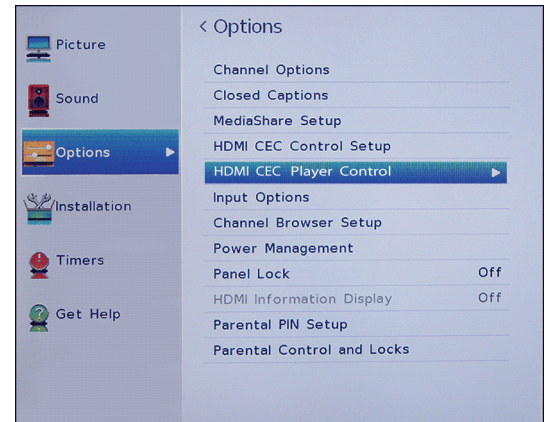 < Options
Picture
Sound
Options
Installation
Timers
Get Help
Channel Options
Closed Captions
MediaShare Setup
HDMI CEC Control Setup
HDMI CEC Player Control
Input Options
Channel Browser Setup
Power Management
Panel Lock Off
HDMI Information Display Off
Parental PIN Setup
Parental Control and Locks